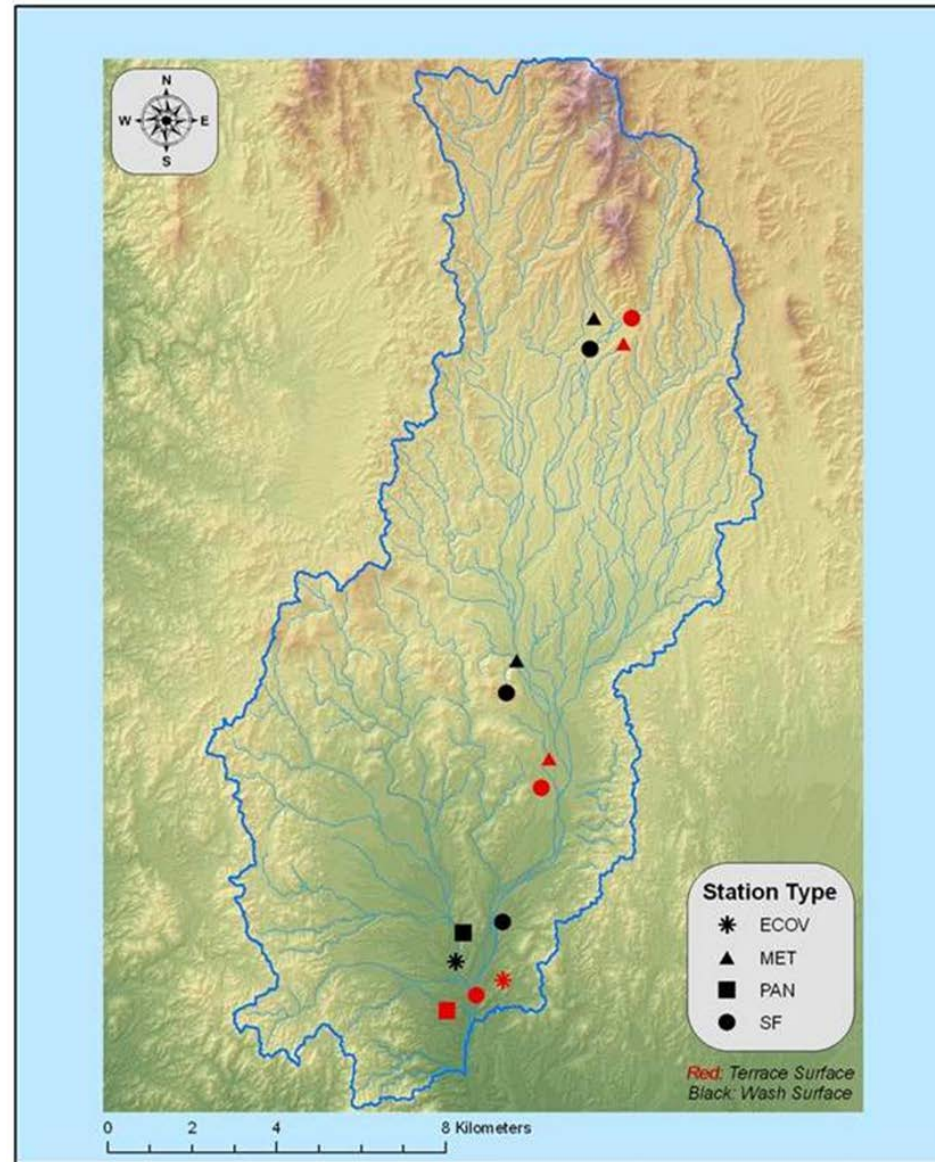 N
W E
S
Station Type
ECOV
MET
PAN
SF
Red: Terrace Surface
Black: Wash Surface
0 2 4 8 Kilometers